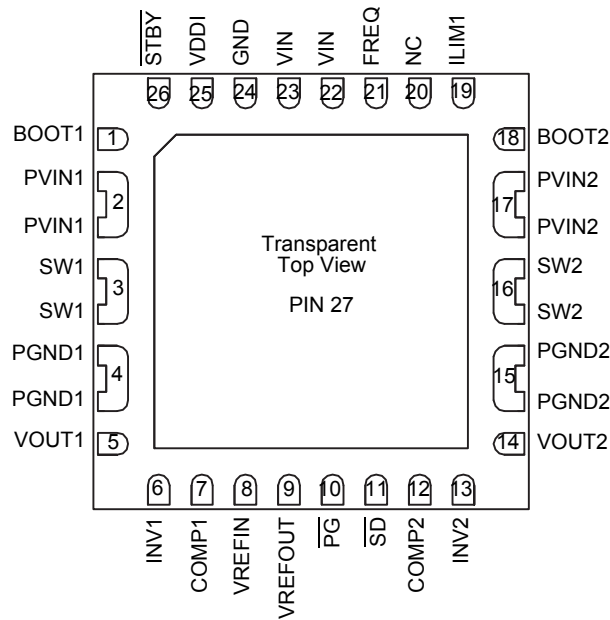 STBY
VDDI
GND
VIN
VIN
FREQ
NC
ILIM1
26
25
24
23
22
21
20
19
BOOT1
1
18
BOOT2
PVIN1
2
PVIN1
17
PVIN2
PVIN2
Transparent
Top View
PIN 27
SW1
3
SW1
16
SW2
SW2
PGND1
4
PGND1
15
PGND2
PGND2
VOUT1
5
14
VOUT2
6
7
8
9
10
11
12
13
INV1
COMP1
VREFIN
VREFOUT
PG
SD
COMP2
INV2